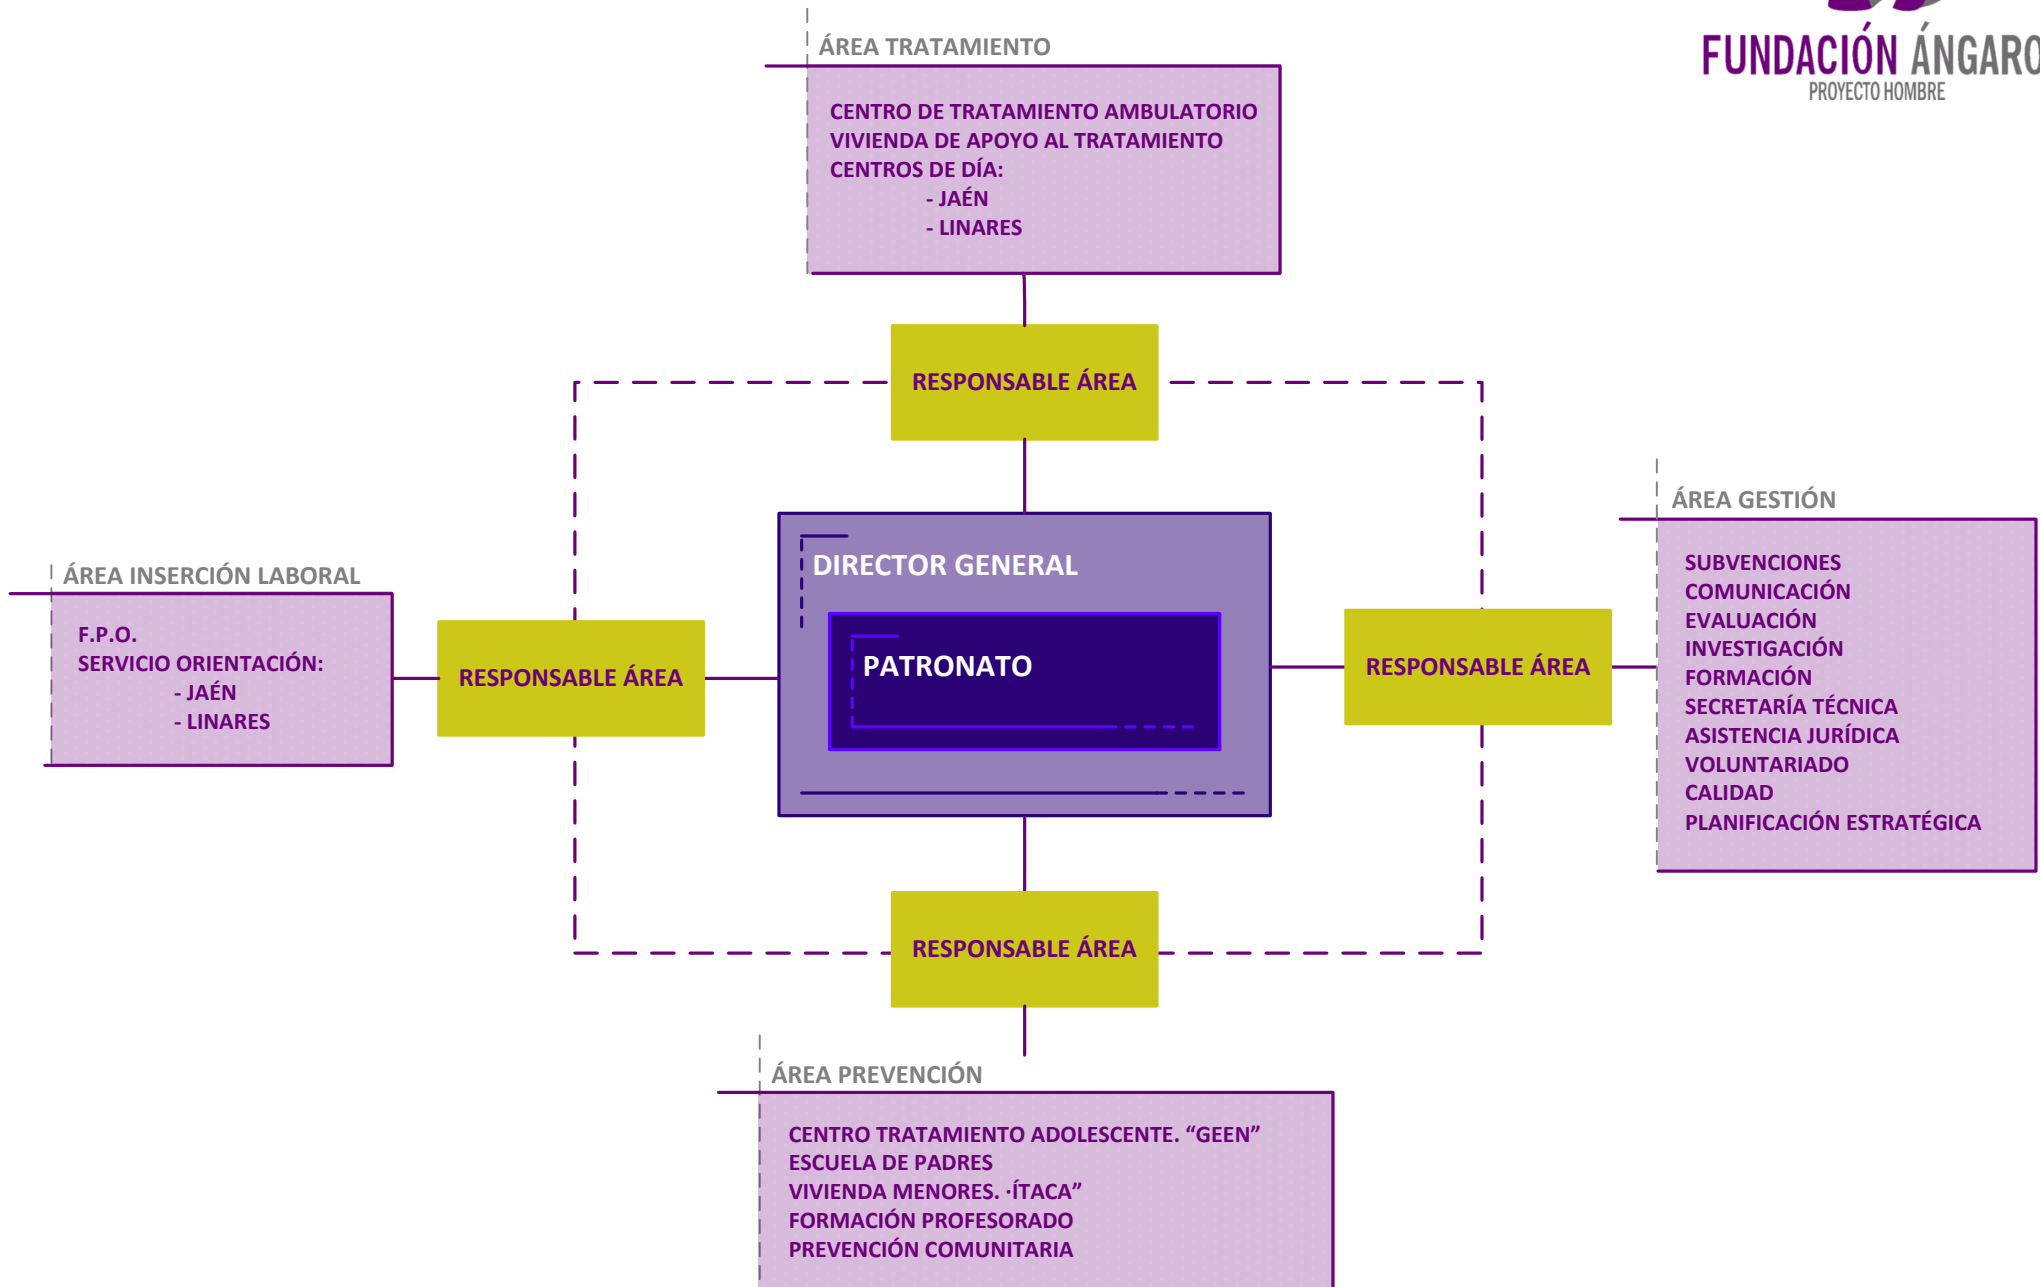 FUNDACIÓN ÁNGARO
PROYECTO HOMBRE
ÁREA TRATAMIENTO
CENTRO DE TRATAMIENTO AMBULATORIO
VIVIENDA DE APOYO AL TRATAMIENTO
CENTROS DE DÍA:
- JAÉN
- LINARES
RESPONSABLE ÁREA
ÁREA INSERCIÓN LABORAL
F.P.O.
SERVICIO ORIENTACIÓN:
- JAÉN
- LINARES
RESPONSABLE ÁREA
DIRECTOR GENERAL
PATRONATO
RESPONSABLE ÁREA
ÁREA GESTIÓN
SUBVENCIONES
COMUNICACIÓN
EVALUACIÓN
INVESTIGACIÓN
FORMACIÓN
SECRETARÍA TÉCNICA
ASISTENCIA JURÍDICA
VOLUNTARIADO
CALIDAD
PLANIFICACIÓN ESTRATÉGICA
RESPONSABLE ÁREA
ÁREA PREVENCIÓN
CENTRO TRATAMIENTO ADOLESCENTE. “GEEN”
ESCUELA DE PADRES
VIVIENDA MENORES. ·ÍTACA”
FORMACIÓN PROFESORADO
PREVENCIÓN COMUNITARIA